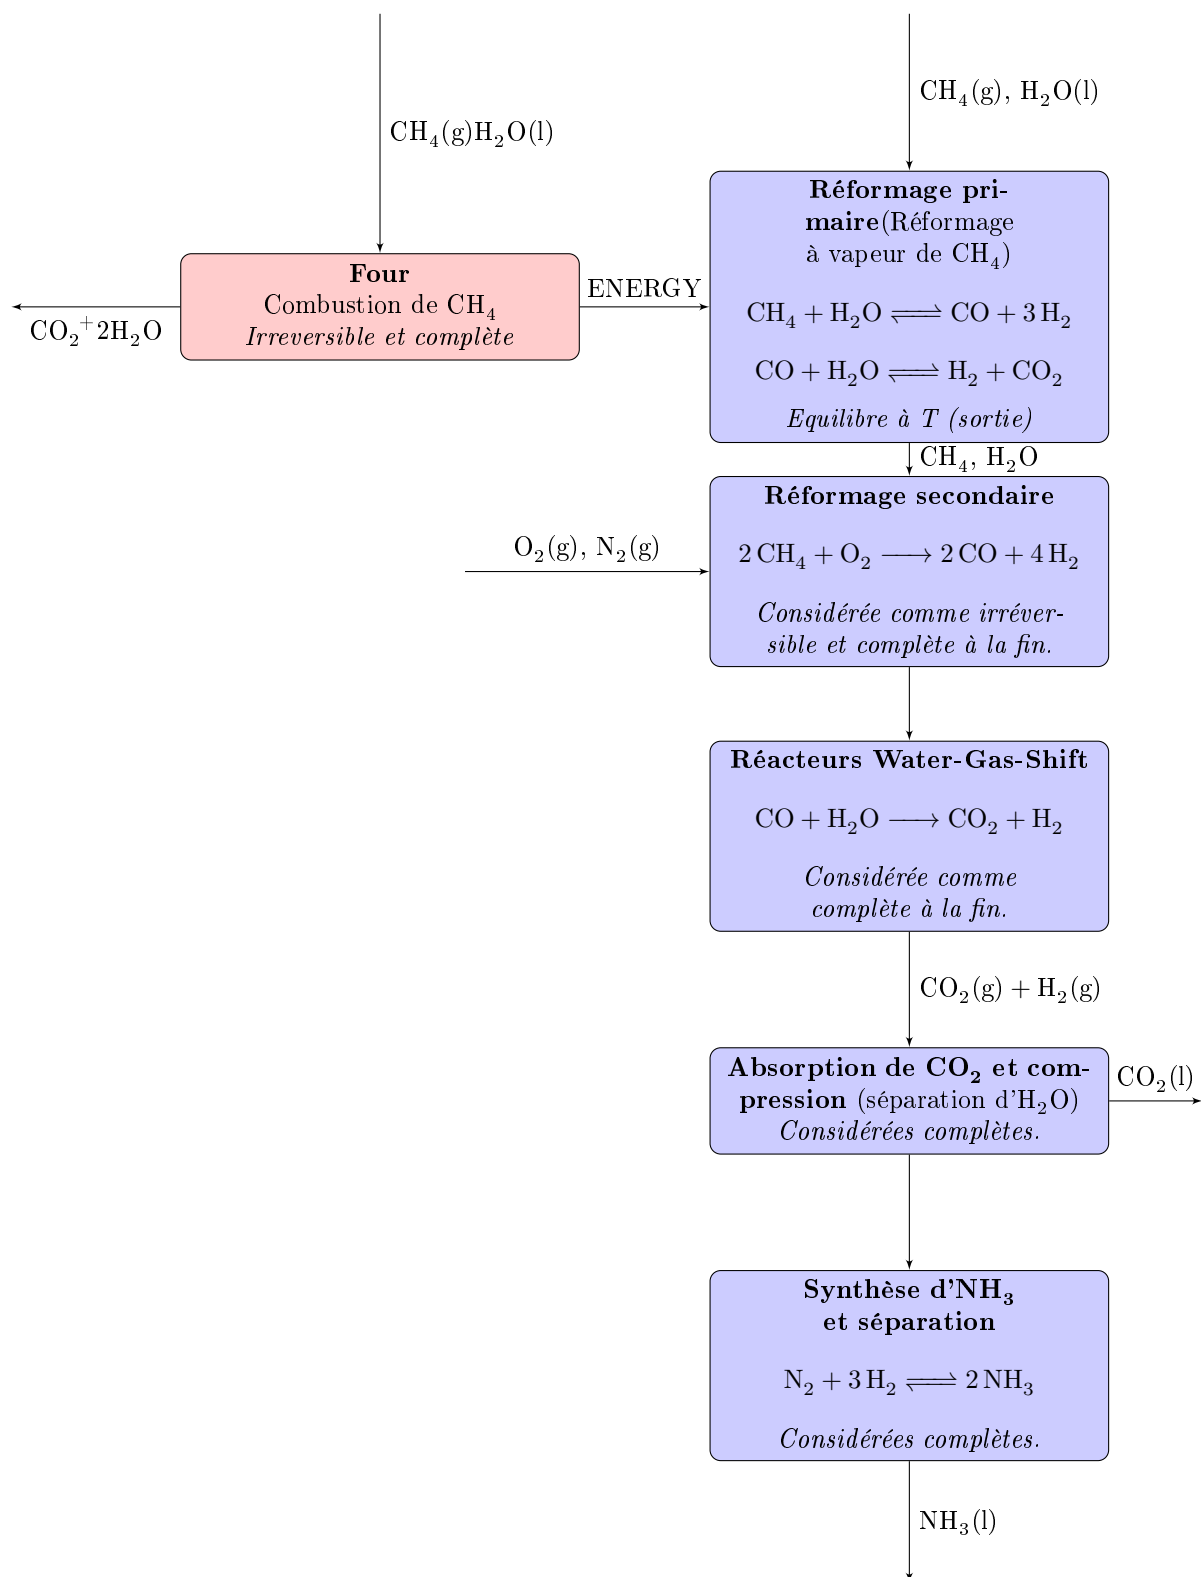 CH₄(g), H₂O(l)
CH₄(g)H₂O(l)
Réformage pri-
maire(Réformage
à vapeur de CH₄)
CH₄ + H₂O ⇌ CO + 3 H₂
CO + H₂O ⇌ H₂ + CO₂
Equilibre à T (sortie)
Four
Combustion de CH₄
Irreversible et complète
ENERGY
CO₂⁺2H₂O
CH₄, H₂O
Réformage secondaire
2 CH₄ + O₂ ⟶ 2 CO + 4 H₂
Considérée comme irréver-
sible et complète à la fin.
O₂(g), N₂(g)
Réacteurs Water-Gas-Shift
CO + H₂O ⟶ CO₂ + H₂
Considérée comme
complète à la fin.
CO₂(g) + H₂(g)
Absorption de CO₂ et com-
pression (séparation d'H₂O)
Considérées complètes.
CO₂(l)
Synthèse d'NH₃
et séparation
N₂ + 3 H₂ ⇌ 2 NH₃
Considérées complètes.
NH₃(l)